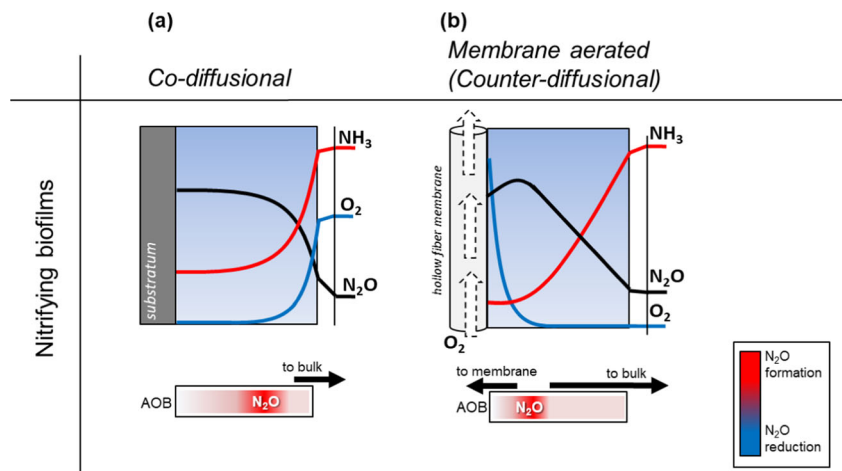 (a)
Co-diffusional
(b)
Membrane aerated
(Counter-diffusional)
Nitrifying biofilms
substratum
NH₃
O₂
N₂O
hollow fiber membrane
O₂
NH₃
N₂O
O₂
to bulk
AOB
N₂O
to membrane
to bulk
AOB
N₂O
N₂O
formation
N₂O
reduction